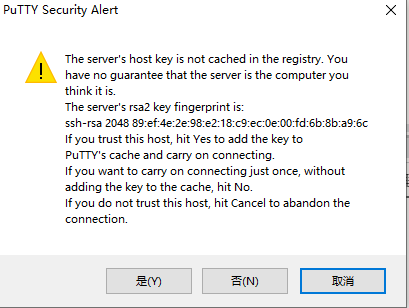 PuTTY Security Alert
The server's host key is not cached in the registry. You
have no guarantee that the server is the computer you
think it is.
The server's rsa2 key fingerprint is:
ssh-rsa 2048 89:ef:4e:2e:98:e2:18:c9:ec:0e:00:fd:6b:8b:a9:6c
If you trust this host, hit Yes to add the key to
PuTTY's cache and carry on connecting.
If you want to carry on connecting just once, without
adding the key to the cache, hit No.
If you do not trust this host, hit Cancel to abandon the
connection.
是(Y)
否(N)
取消